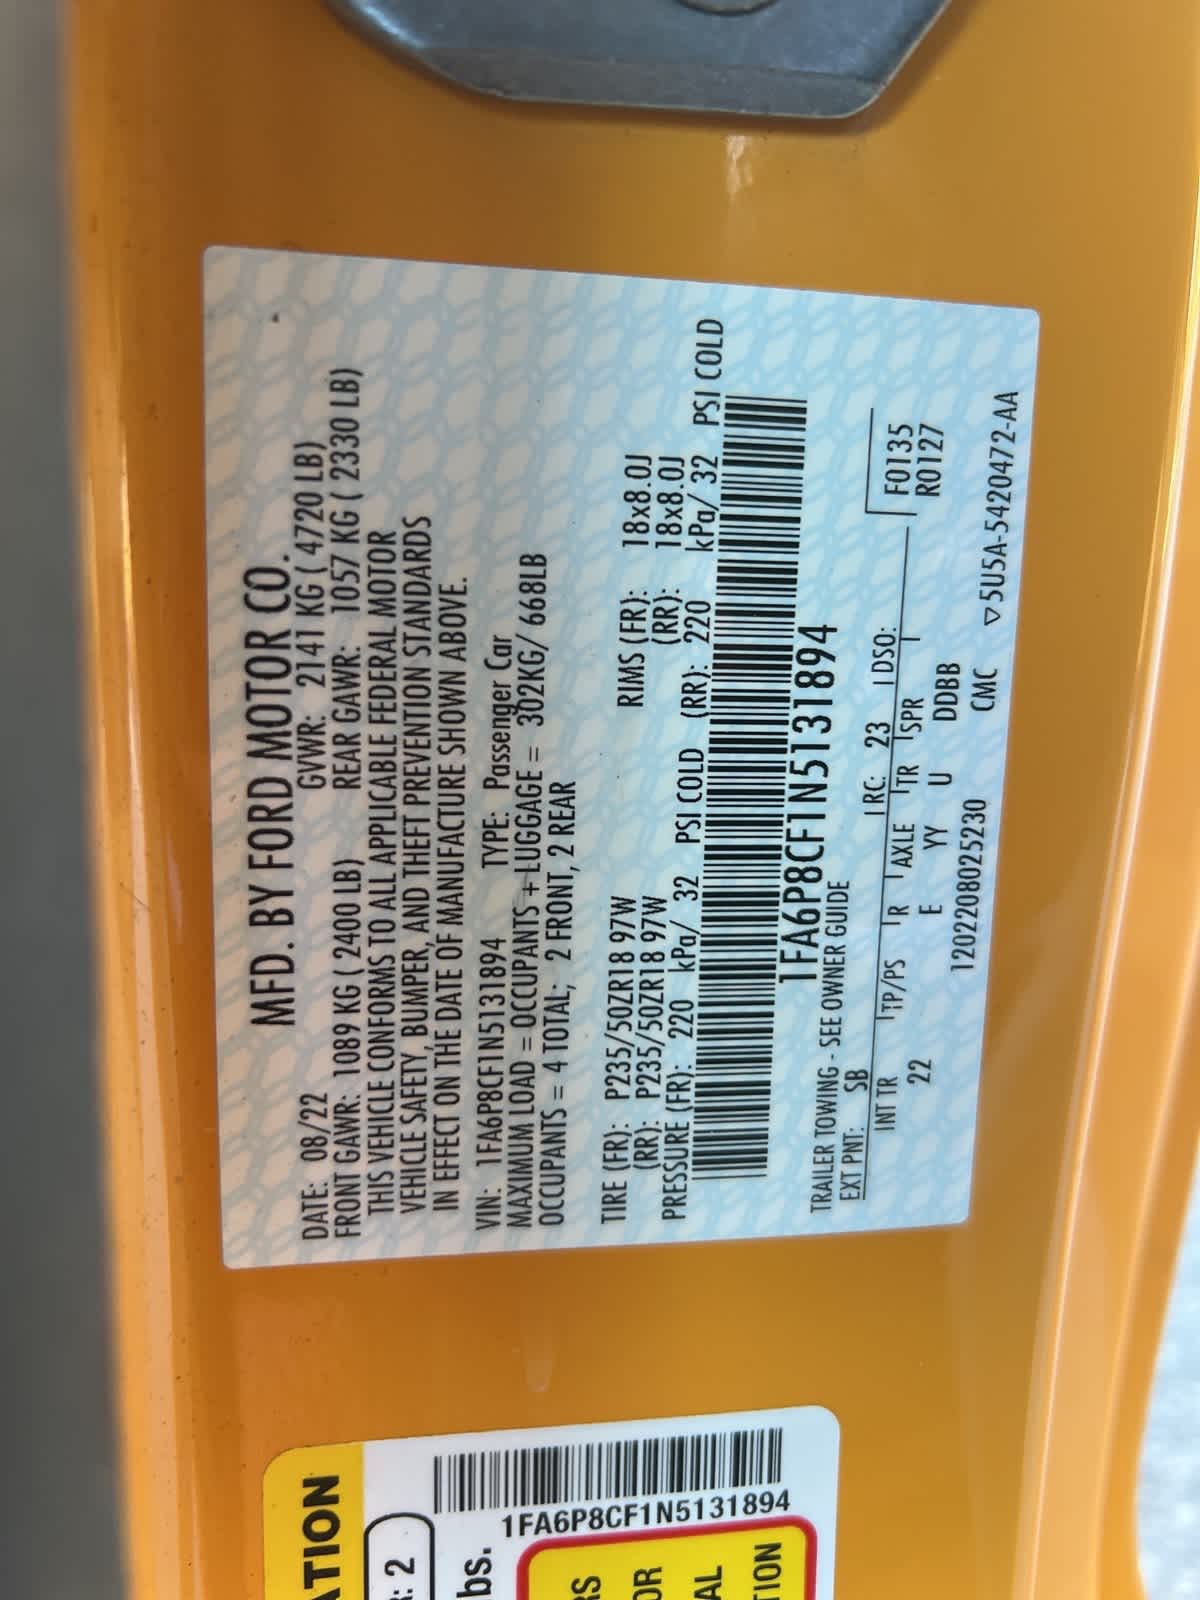 MFD. BY FORD MOTOR CO.
DATE: 08/22 GVWR: 2141 KG ( 4720 LB)
FRONT GAWR: 1089 KG ( 2400 LB) REAR GAWR: 1057 KG ( 2330 LB)
THIS VEHICLE CONFORMS TO ALL APPLICABLE FEDERAL MOTOR
VEHICLE SAFETY, BUMPER, AND THEFT PREVENTION STANDARDS
IN EFFECT ON THE DATE OF MANUFACTURE SHOWN ABOVE.
VIN: 1FA6P8CF1N5131894 TYPE: Passenger Car
MAXIMUM LOAD = OCCUPANTS + LUGGAGE = 302KG/ 668LB
OCCUPANTS = 4 TOTAL; 2 FRONT, 2 REAR
TIRE (FR): P235/50ZR18 97W RIMS (FR): 18x8.0J
(RR): P235/50ZR18 97W (RR): 18x8.0J
PRESSURE (FR): 220 kPa/ 32 PSI COLD (RR): 220 kPa/ 32 PSI COLD
1FA6P8CF1N5131894
TRAILER TOWING - SEE OWNER GUIDE
EXT PNT: SB RC: 23 DSO:
INT TR TP/PS R AXLE TR SPR F0135
22 E YY U DDBB R0127
1202208025230 CMC ▽5U5A-5420472-AA
ATION
R: 2
1FA6P8CF1N5131894
bs.
RS
OR
AL
TION